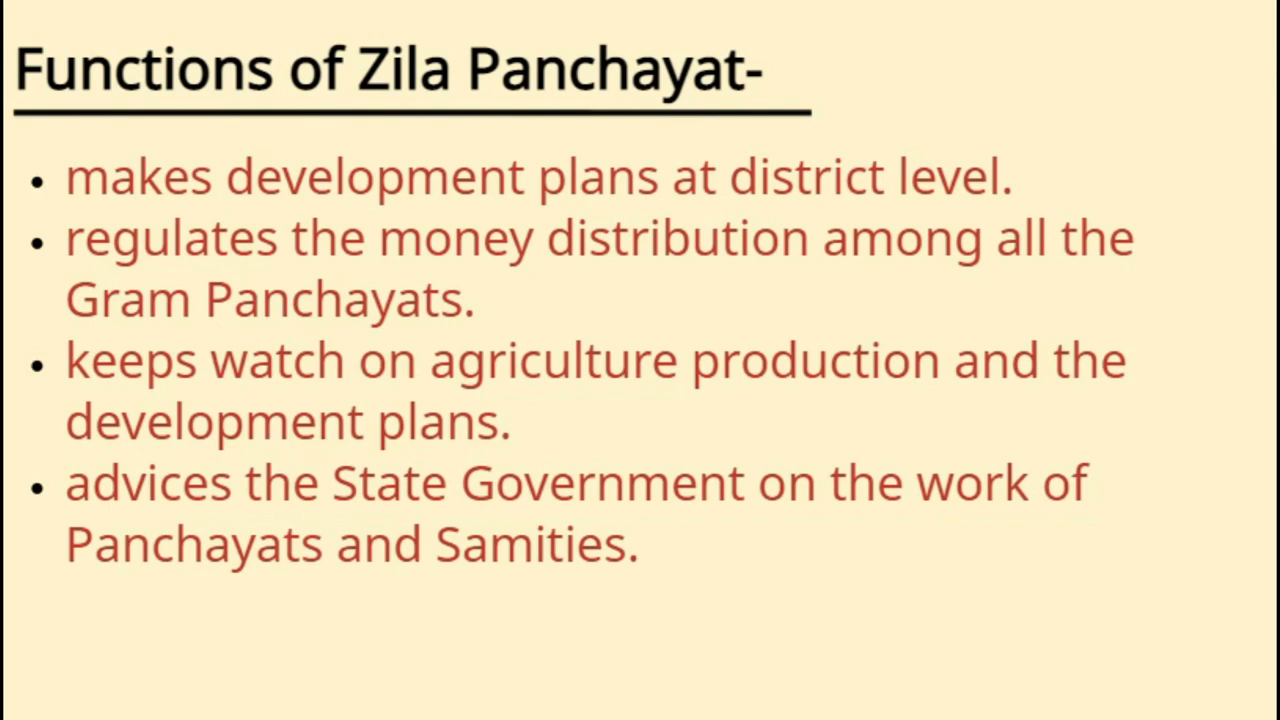 Functions of Zila Panchayat-
• makes development plans at district level.
• regulates the money distribution among all the
Gram Panchayats.
• keeps watch on agriculture production and the
development plans.
• advices the State Government on the work of
Panchayats and Samities.